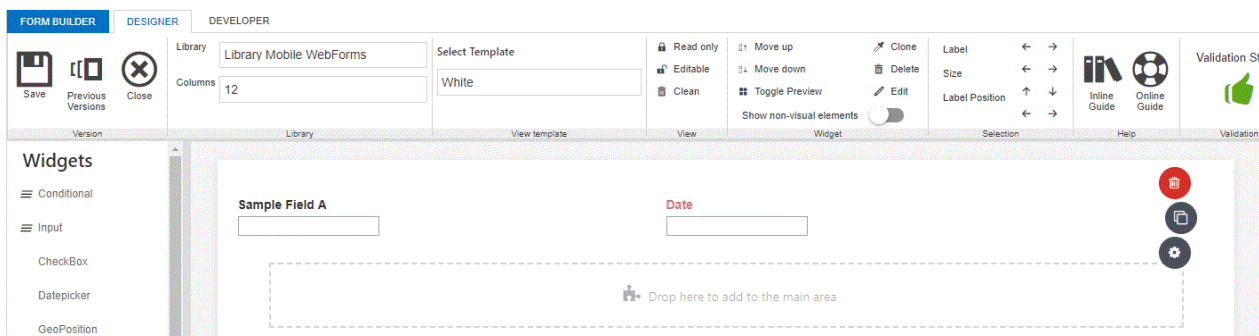 FORM BUILDER DESIGNER DEVELOPER
Library Library Mobile WebForms
Columns 12
Save Previous Versions Close
Version
Library
Select Template
White
View template
Read only
Editable
Clean
View
Move up Clone
Move down Delete
Toggle Preview Edit
Show non-visual elements
Widget
Label
Size
Label Position
Selection
Inline Guide
Online Guide
Help
Validation St
Validation
Widgets
Conditional
Input
CheckBox
Datepicker
GeoPosition
Sample Field A Date
Drop here to add to the main area